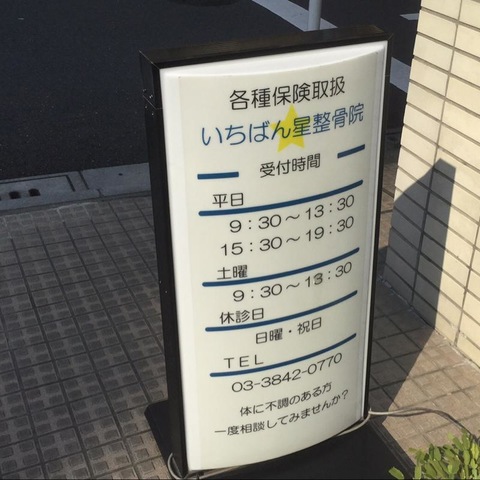 各種保険取扱
いちばん星整骨院
受付時間
平日
9：30～13：30
15：30～19：30
土曜
9：30～13：30
休診日
日曜・祝日
TEL
03-3842-0770
体に不調のある方
一度相談してみませんか？